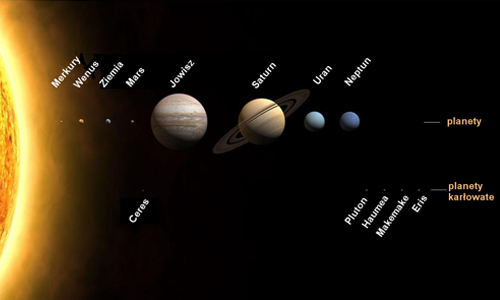 Merkury
Wenus
Ziemia
Mars
Jowisz
Saturn
Uran
Neptun
planety
Ceres
Pluton
Haumea
Makemake
Eris
planety
karłowate